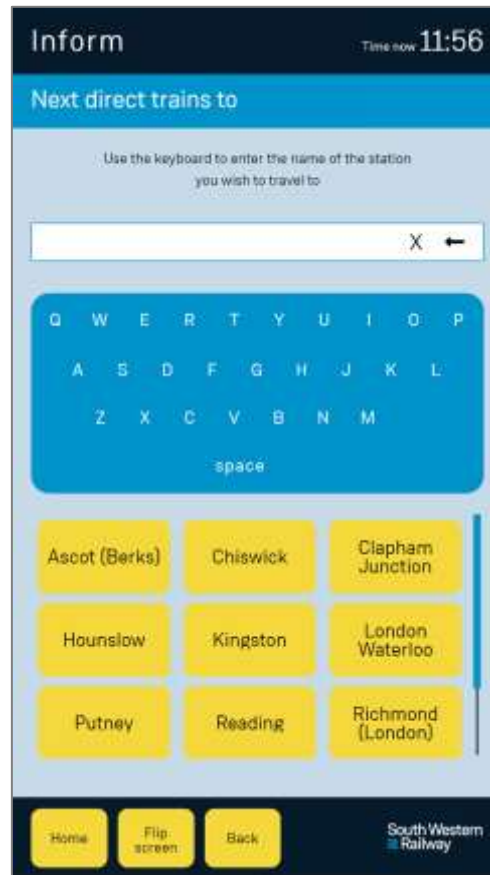 Inform
Time now 11:56
Next direct trains to
Use the keyboard to enter the name of the station
you wish to travel to
X
Q W E R T Y U I O P
A S D F G H J K L
Z X C V B N M
space
Ascot (Berks)
Chiswick
Clapham
Junction
Hounslow
Kingston
London
Waterloo
Putney
Reading
Richmond
(London)
Home
Flip
screen
Back
South Western
Railway